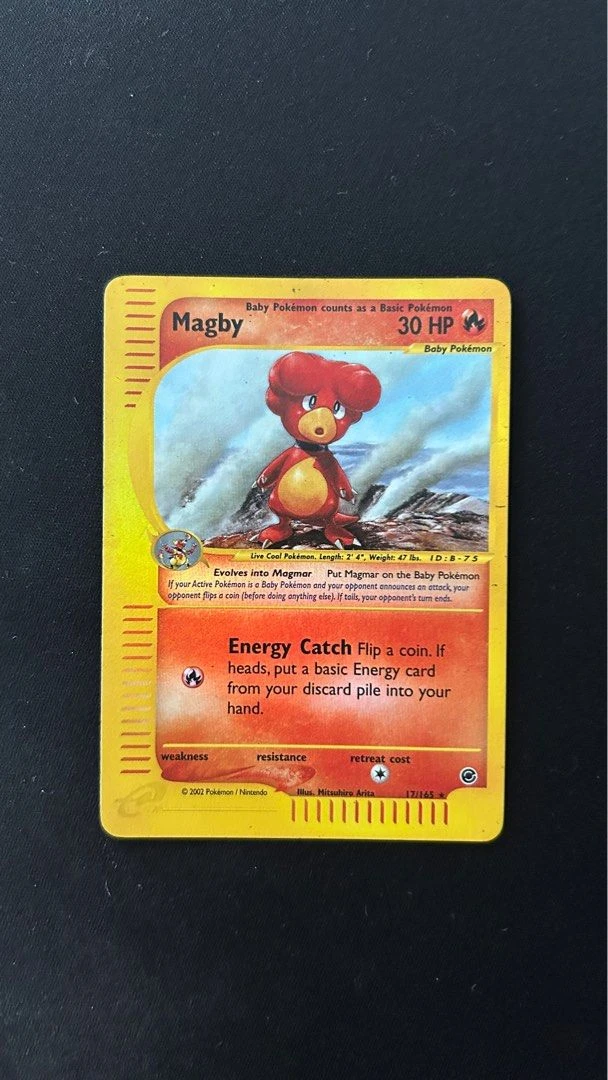 Baby Pokémon counts as a Basic Pokémon
Magby 30 HP
Baby Pokémon
Live Coal Pokémon. Length: 2' 4", Weight: 47 lbs. ID: B-75
Evolves into Magmar Put Magmar on the Baby Pokémon
If your Active Pokémon is a Baby Pokémon and your opponent announces an attack, your
opponent flips a coin (before doing anything else). If tails, your opponent's turn ends.
Energy Catch Flip a coin. If
heads, put a basic Energy card
from your discard pile into your
hand.
weakness resistance retreat cost
© 2002 Pokémon / Nintendo Illus. Mitsuhiro Arita 17/165 ★